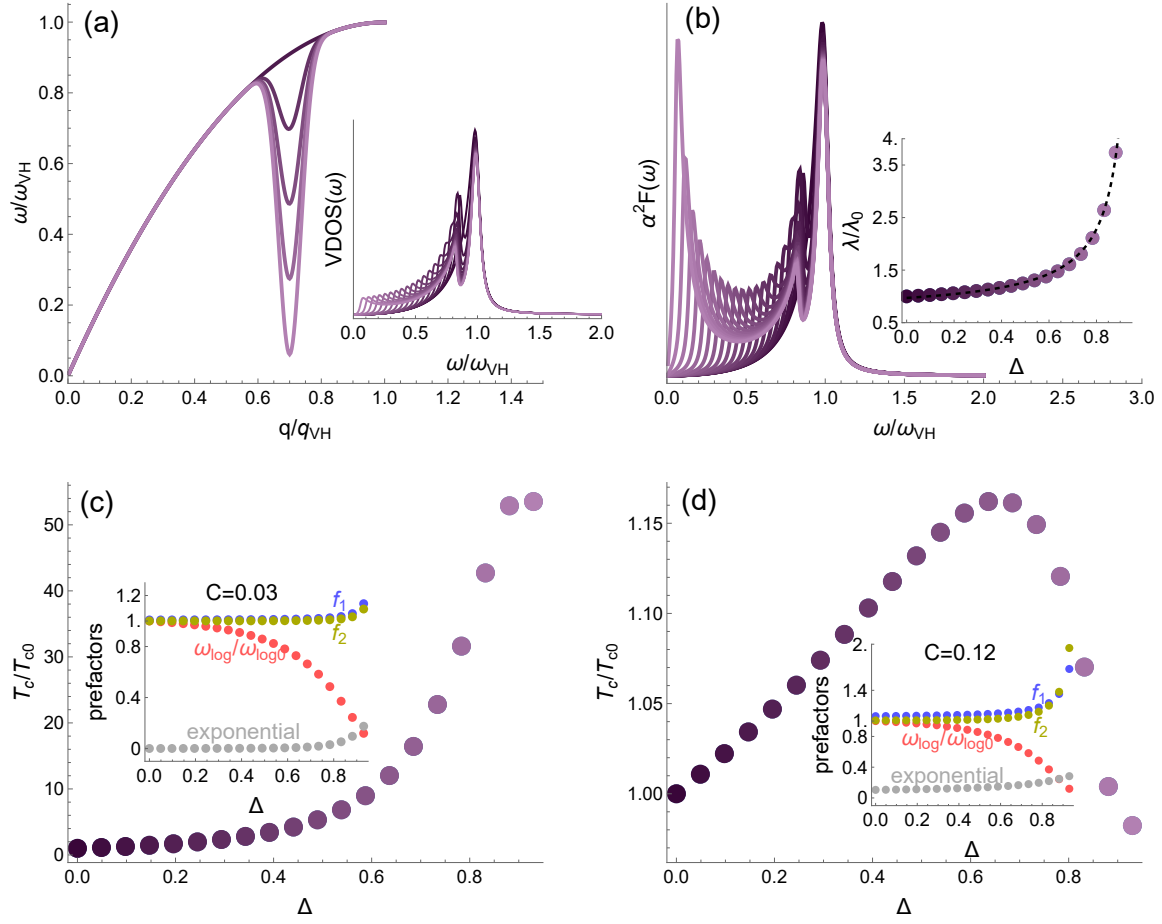 (a)
ω/ω_VH
1.0
0.8
0.6
0.4
0.2
0.0
0.0 0.2 0.4 0.6 0.8 1.0 1.2 1.4
q/q_VH
VDOS(ω)
0.0 0.5 1.0 1.5 2.0
ω/ω_VH
(b)
α²F(ω)
0.0 0.5 1.0 1.5 2.0 2.5 3.0
ω/ω_VH
λ/λ₀
4.
2.5
1.5
0.5
0.0 0.2 0.4 0.6 0.8
Δ
(c)
T_c/T_c0
50
40
30
20
10
0
0.0 0.2 0.4 0.6 0.8
Δ
C=0.03
prefactors
1.2
1
0.8
0.4
0
f₁
f₂
ω_log/ω_log0
exponential
0.0 0.2 0.4 0.6 0.8
Δ
(d)
T_c/T_c0
1.15
1.10
1.05
1.00
0.0 0.2 0.4 0.6 0.8
Δ
C=0.12
prefactors
2.
1.4
1
0.8
0.4
0
f₁
f₂
ω_log/ω_log0
exponential
0.0 0.2 0.4 0.6 0.8
Δ